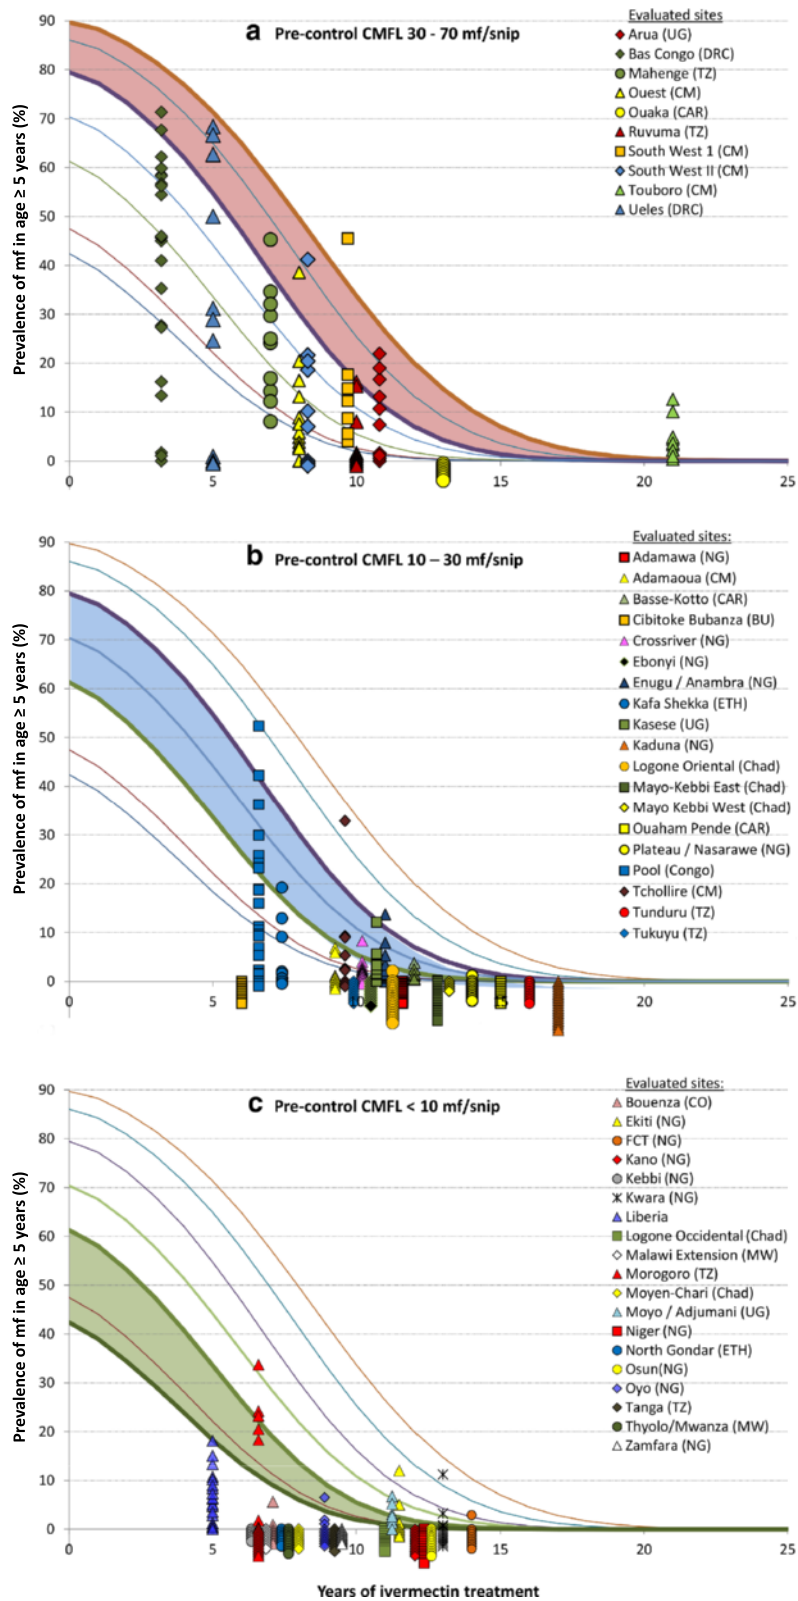 a Pre-control CMFL 30 - 70 mf/snip
Prevalence of mf in age ≥ 5 years (%)
90
80
70
60
50
40
30
20
10
0
0 5 10 15 20 25
Evaluated sites
Arua (UG)
Bas Congo (DRC)
Mahenge (TZ)
Ouest (CM)
Ouaka (CAR)
Ruvuma (TZ)
South West 1 (CM)
South West II (CM)
Touboro (CM)
Ueles (DRC)
b Pre-control CMFL 10 – 30 mf/snip
Prevalence of mf in age ≥ 5 years (%)
90
80
70
60
50
40
30
20
10
0
0 5 10 15 20 25
Evaluated sites:
Adamawa (NG)
Adamaoua (CM)
Basse-Kotto (CAR)
Cibitoke Bubanza (BU)
Crossriver (NG)
Ebonyi (NG)
Enugu / Anambra (NG)
Kafa Shekka (ETH)
Kasese (UG)
Kaduna (NG)
Logone Oriental (Chad)
Mayo-Kebbi East (Chad)
Mayo Kebbi West (Chad)
Ouaham Pende (CAR)
Plateau / Nasarawe (NG)
Pool (Congo)
Tchollire (CM)
Tunduru (TZ)
Tukuyu (TZ)
c Pre-control CMFL < 10 mf/snip
Prevalence of mf in age ≥ 5 years (%)
90
80
70
60
50
40
30
20
10
0
0 5 10 15 20 25
Evaluated sites:
Bouenza (CO)
Ekiti (NG)
FCT (NG)
Kano (NG)
Kebbi (NG)
Kwara (NG)
Liberia
Logone Occidental (Chad)
Malawi Extension (MW)
Morogoro (TZ)
Moyen-Chari (Chad)
Moyo / Adjumani (UG)
Niger (NG)
North Gondar (ETH)
Osun(NG)
Oyo (NG)
Tanga (TZ)
Thyolo/Mwanza (MW)
Zamfara (NG)
Years of ivermectin treatment